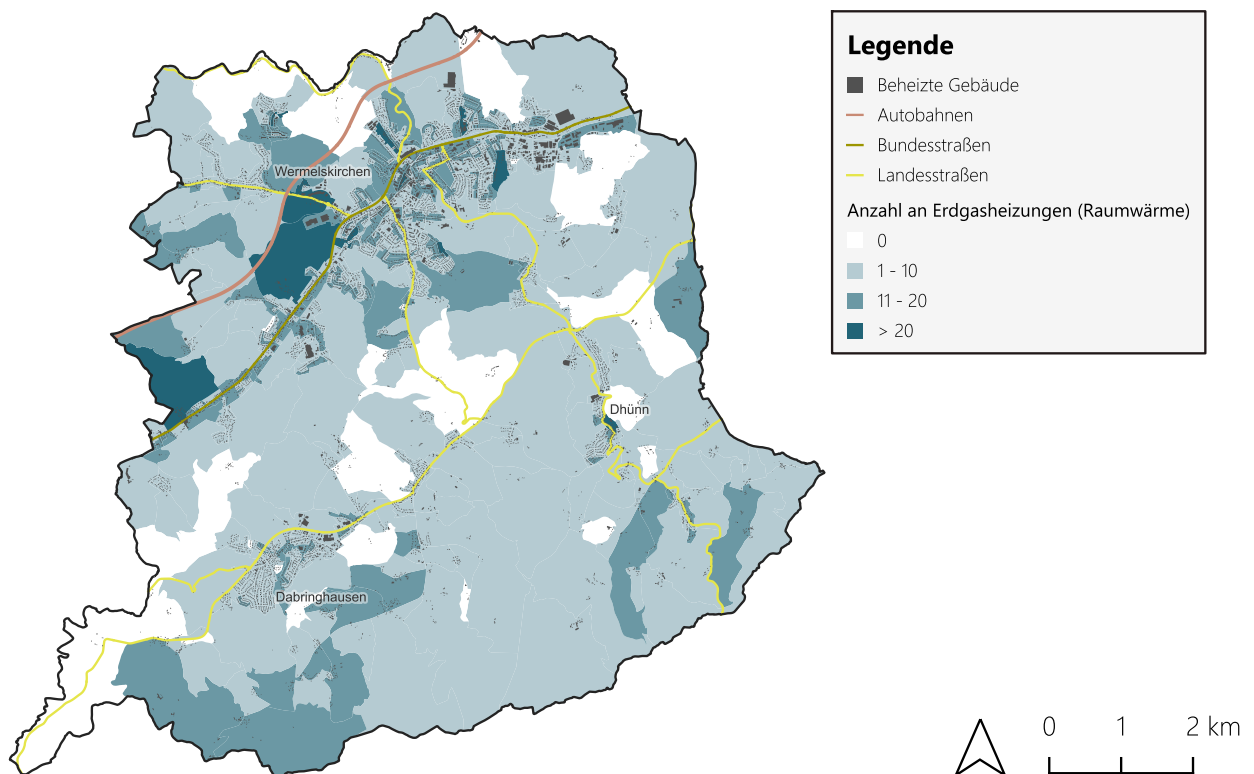 Legende
Beheizte Gebäude
Autobahnen
Bundesstraßen
Landesstraßen
Anzahl an Erdgasheizungen (Raumwärme)
0
1 - 10
11 - 20
> 20
Wermelskirchen
Dhünn
Dabringhausen
0 1 2 km